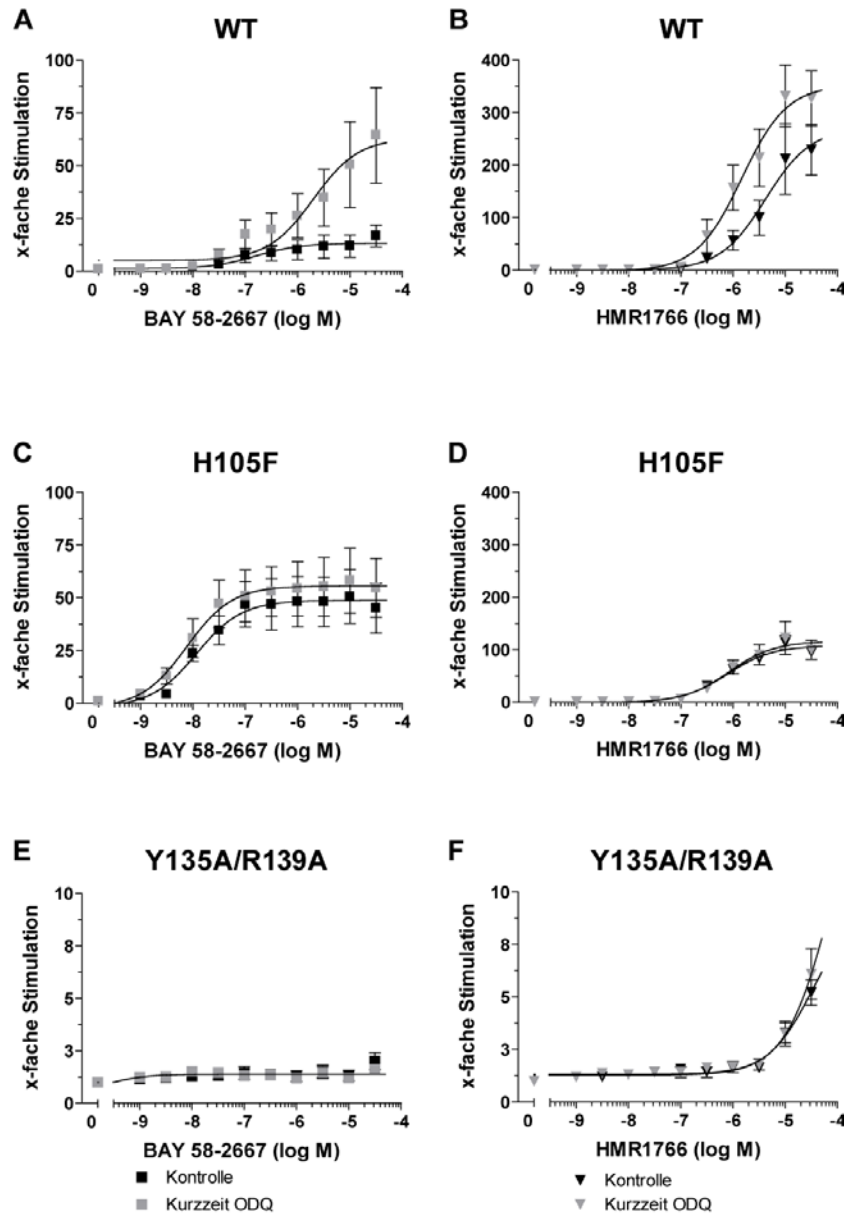 A
WT
x-fache Stimulation
100
75
50
25
0
0 -9 -8 -7 -6 -5 -4
BAY 58-2667 (log M)
B
WT
x-fache Stimulation
400
300
200
100
0
0 -9 -8 -7 -6 -5 -4
HMR1766 (log M)
C
H105F
x-fache Stimulation
100
75
50
25
0
0 -9 -8 -7 -6 -5 -4
BAY 58-2667 (log M)
D
H105F
x-fache Stimulation
400
300
200
100
0
0 -9 -8 -7 -6 -5 -4
HMR1766 (log M)
E
Y135A/R139A
x-fache Stimulation
10
8
5
3
0
0 -9 -8 -7 -6 -5 -4
BAY 58-2667 (log M)
Kontrolle
Kurzzeit ODQ
F
Y135A/R139A
x-fache Stimulation
10
8
5
3
0
0 -9 -8 -7 -6 -5 -4
HMR1766 (log M)
Kontrolle
Kurzzeit ODQ